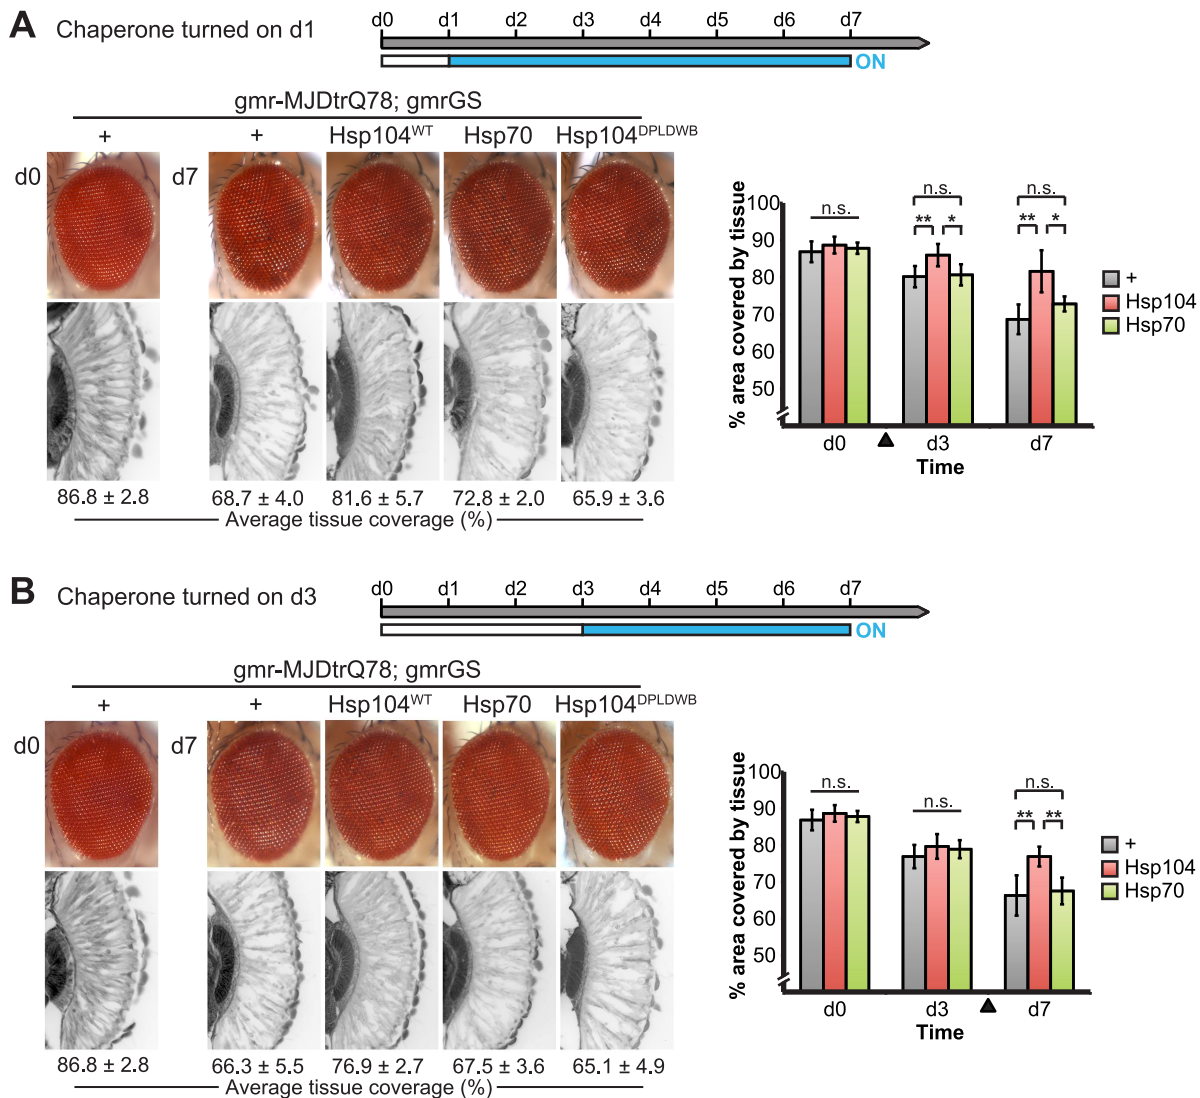 A Chaperone turned on d1
d0 d1 d2 d3 d4 d5 d6 d7
ON
gmr-MJDtrQ78; gmrGS
+ + Hsp104WT Hsp70 Hsp104DPLDWB
d0 d7
86.8 ± 2.8 68.7 ± 4.0 81.6 ± 5.7 72.8 ± 2.0 65.9 ± 3.6
Average tissue coverage (%)
% area covered by tissue
100
90
80
70
60
50
n.s. n.s. n.s.
** * ** *
d0 d3 d7
Time
+
Hsp104
Hsp70
B Chaperone turned on d3
d0 d1 d2 d3 d4 d5 d6 d7
ON
gmr-MJDtrQ78; gmrGS
+ + Hsp104WT Hsp70 Hsp104DPLDWB
d0 d7
86.8 ± 2.8 66.3 ± 5.5 76.9 ± 2.7 67.5 ± 3.6 65.1 ± 4.9
Average tissue coverage (%)
% area covered by tissue
100
90
80
70
60
50
n.s. n.s. n.s.
** **
d0 d3 d7
Time
+
Hsp104
Hsp70